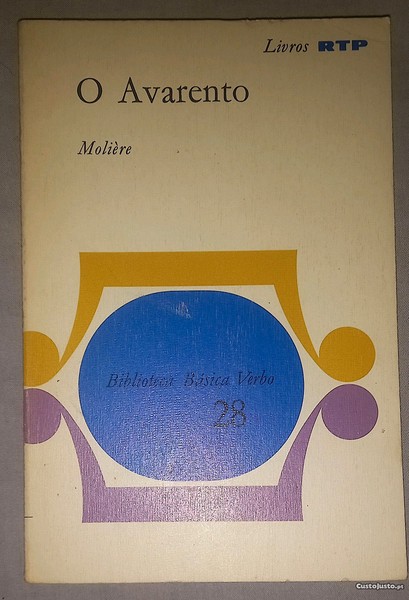 Livros RTP
O Avarento
Molière
Biblioteca Básica Verbo
28
CustoJusto.pt